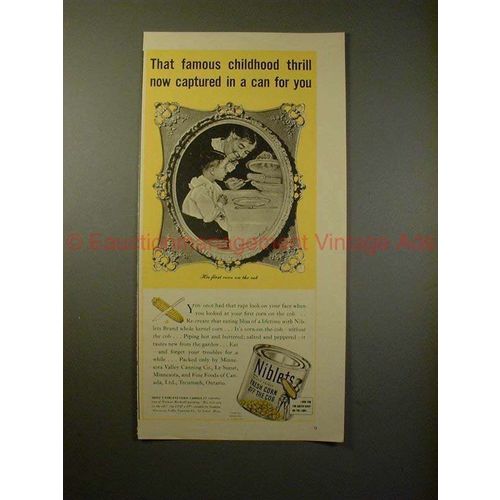 That famous childhood thrill
now captured in a can for you
His first corn on the cob
YOU once had that rapt look on your face when
you looked at your first corn on the cob . . .
Re-create that eating bliss of a lifetime with Nib-
lets Brand whole kernel corn . . . It's corn-on-the-cob without
the cob . . . Piping hot and buttered; salted and peppered - it
tastes new from the garden . . . Eat
and forget your troubles for a
while . . . Packed only by Minne-
sota Valley Canning Co., Le Sueur,
Minnesota, and Fine Foods of Can-
ada, Ltd., Tecumseh, Ontario.
Niblets
FRESH CORN
OFF THE COB
© Eauctionmanagement Vintage Ads